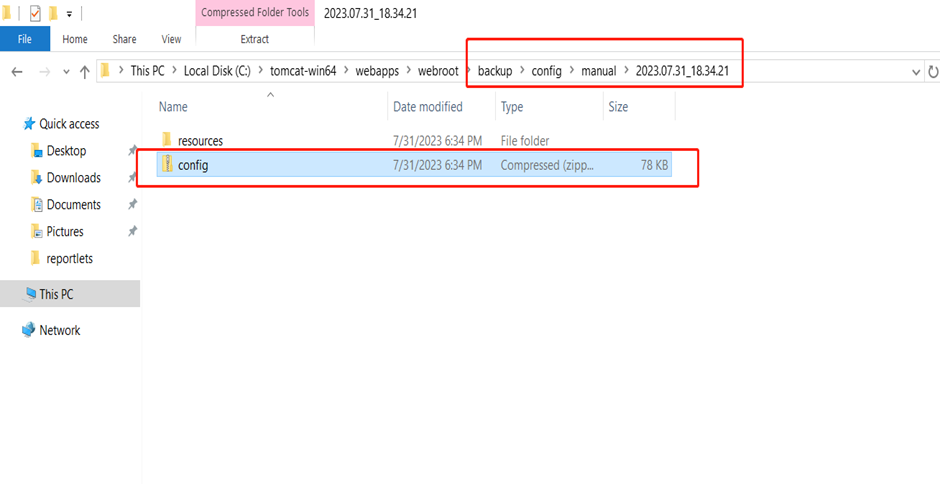 Compressed Folder Tools 2023.07.31_18.34.21
File Home Share View Extract
This PC Local Disk (C:) tomcat-win64 webapps webroot backup config manual 2023.07.31_18.34.21
Name Date modified Type Size
Quick access
resources 7/31/2023 6:34 PM File folder
Desktop
config 7/31/2023 6:34 PM Compressed (zipp... 78 KB
Downloads
Documents
Pictures
reportlets
This PC
Network